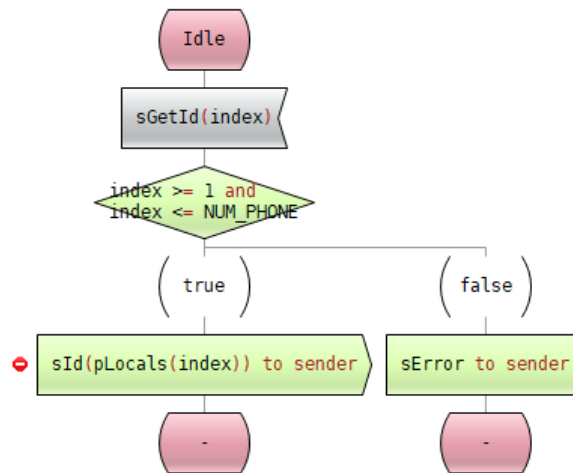 Idle
sGetId(index)
index >= 1 and
index <= NUM_PHONE
true
false
sId(pLocals(index)) to sender
sError to sender
-
-